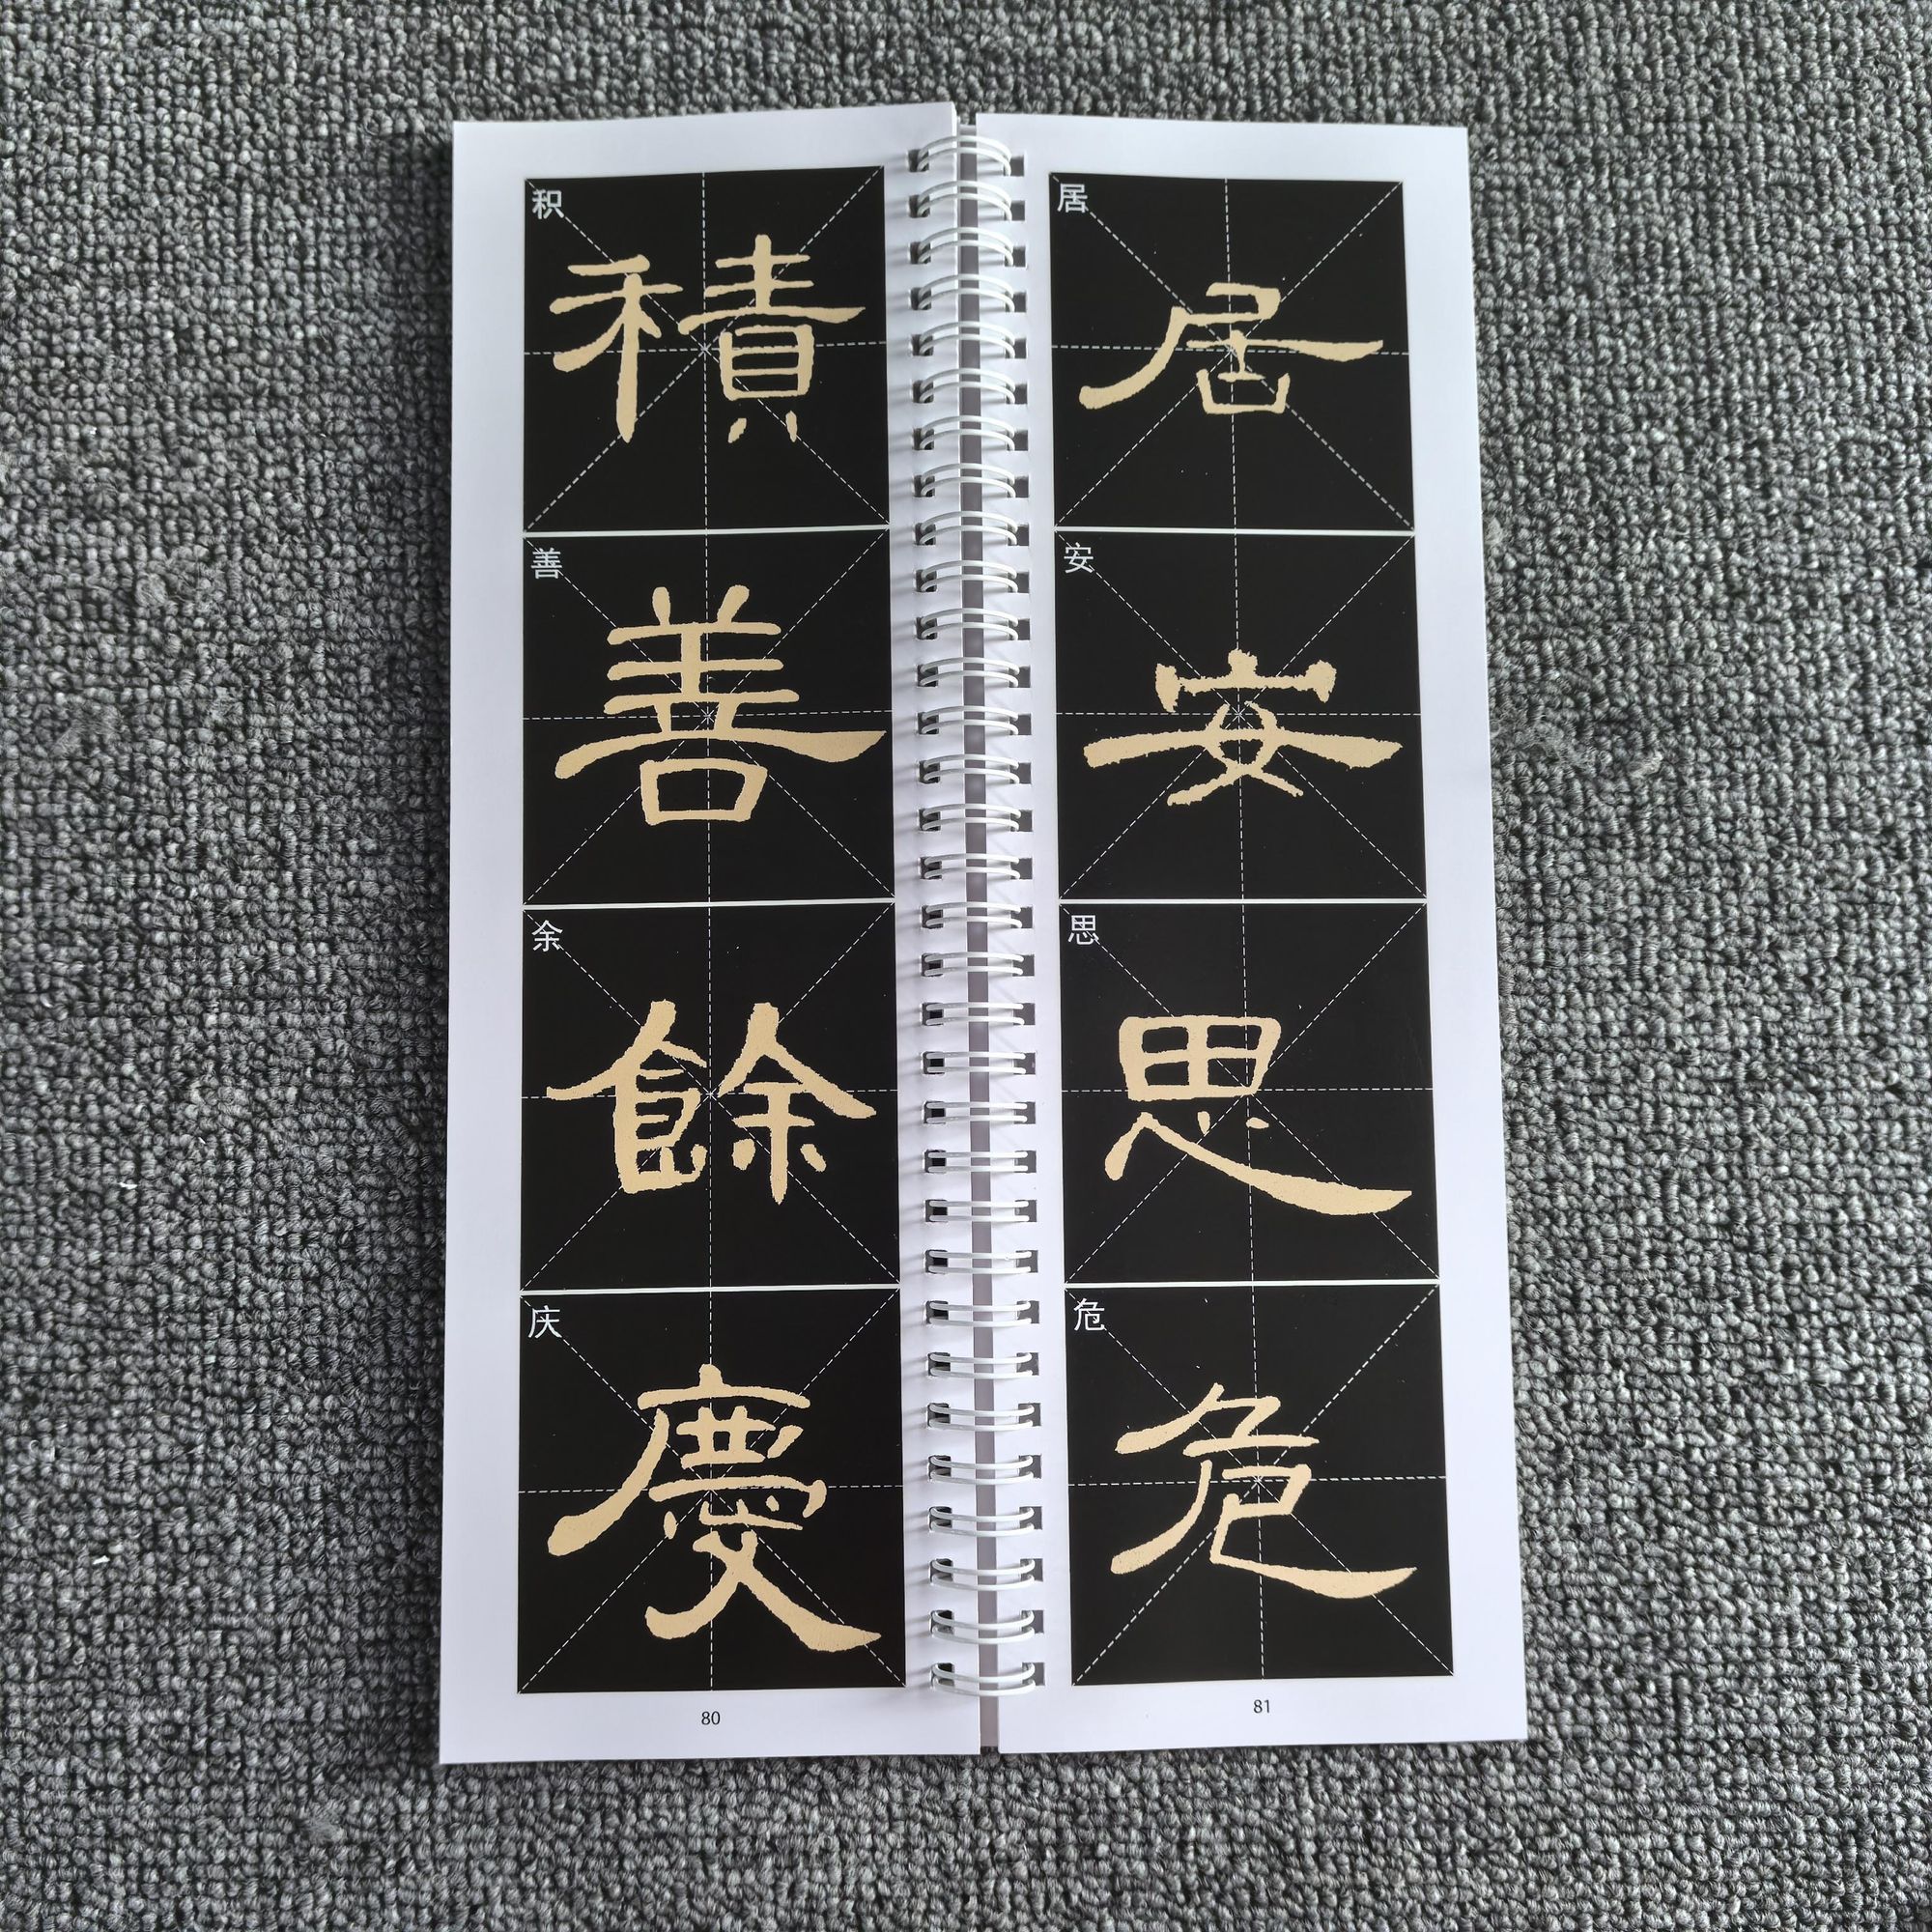 积
積
善
善
余
餘
庆
慶
80
居
居
安
安
思
思
危
危
81